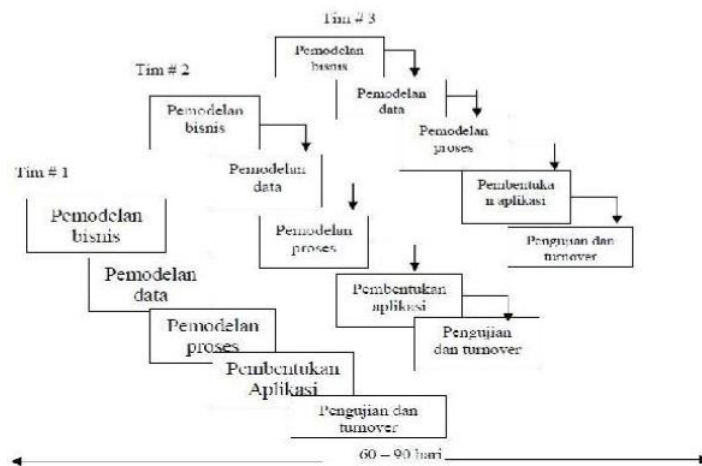 Tim # 3
Pemodelan
bisnis
Pemodelan
data
Pemodelan
proses
Pembentuka
n aplikasi
Pengujian dan
turnover
Tim # 2
Pemodelan
bisnis
Pemodelan
data
Pemodelan
proses
Pembentukan
aplikasi
Pengujian
dan turnover
Tim # 1
Pemodelan
bisnis
Pemodelan
data
Pemodelan
proses
Pembentukan
Aplikasi
Pengujian dan
turnover
60 – 90 hari